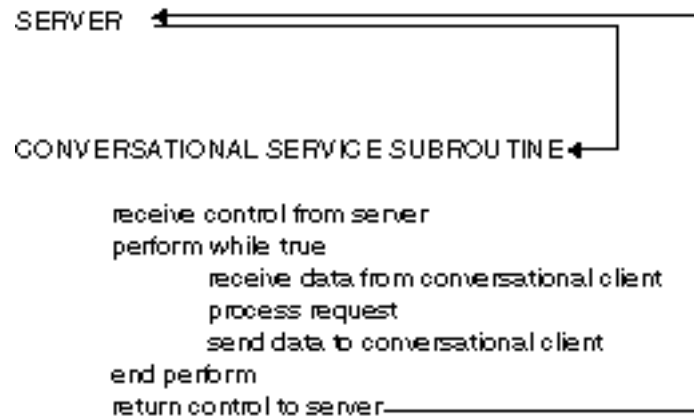 SERVER
CONVERSATIONAL SERVICE SUBROUTINE
receive control from server
perform while true
receive data from conversational client
process request
send data to conversational client
end perform
return control to server